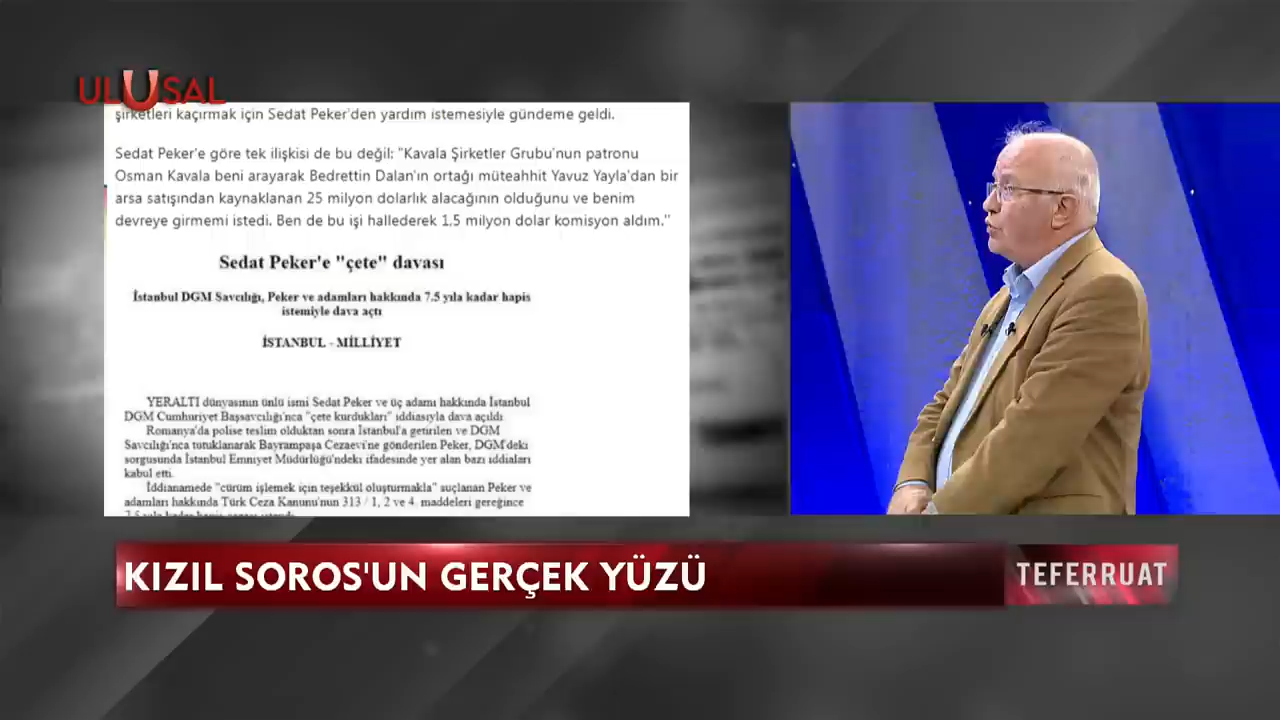 ULUSAL
şirketleri kaçırmak için Sedat Peker'den yardım istemesiyle gündeme geldi.
Sedat Peker'e göre tek ilişkisi de bu değil: "Kavala Şirketler Grubu'nun patronu
Osman Kavala beni arayarak Bedrettin Dalan'ın ortağı müteahhit Yavuz Yayla'dan bir
arsa satışından kaynaklanan 25 milyon dolarlık alacağının olduğunu ve benim
devreye girmemi istedi. Ben de bu işi hallederek 1,5 milyon dolar komisyon aldım."
Sedat Peker'e "çete" davası
İstanbul DGM Savcılığı, Peker ve adamları hakkında 7.5 yıla kadar hapis
istemiyle dava açtı
İSTANBUL - MİLLİYET
YERALTI dünyasının ünlü ismi Sedat Peker ve üç adamı hakkında İstanbul
DGM Cumhuriyet Başsavcılığı'nca "çete kurdukları" iddiasıyla dava açıldı.
Romanya'da polise teslim olduktan sonra İstanbul'a getirilen ve DGM
Savcılığı'nca tutuklanarak Bayrampaşa Cezaevi'ne gönderilen Peker, DGM'deki
sorgusunda İstanbul Emniyet Müdürlüğü'ndeki ifadesinde yer alan bazı iddiaları
kabul etti.
İddianamede "cürüm işlemek için teşekkül oluşturmakla" suçlanan Peker ve
adamları hakkında Türk Ceza Kanunu'nun 313 / 1, 2 ve 4. maddeleri gereğince
7.5 yıla kadar hapis cezası istendi.
KIZIL SOROS'UN GERÇEK YÜZÜ
TEFERRUAT